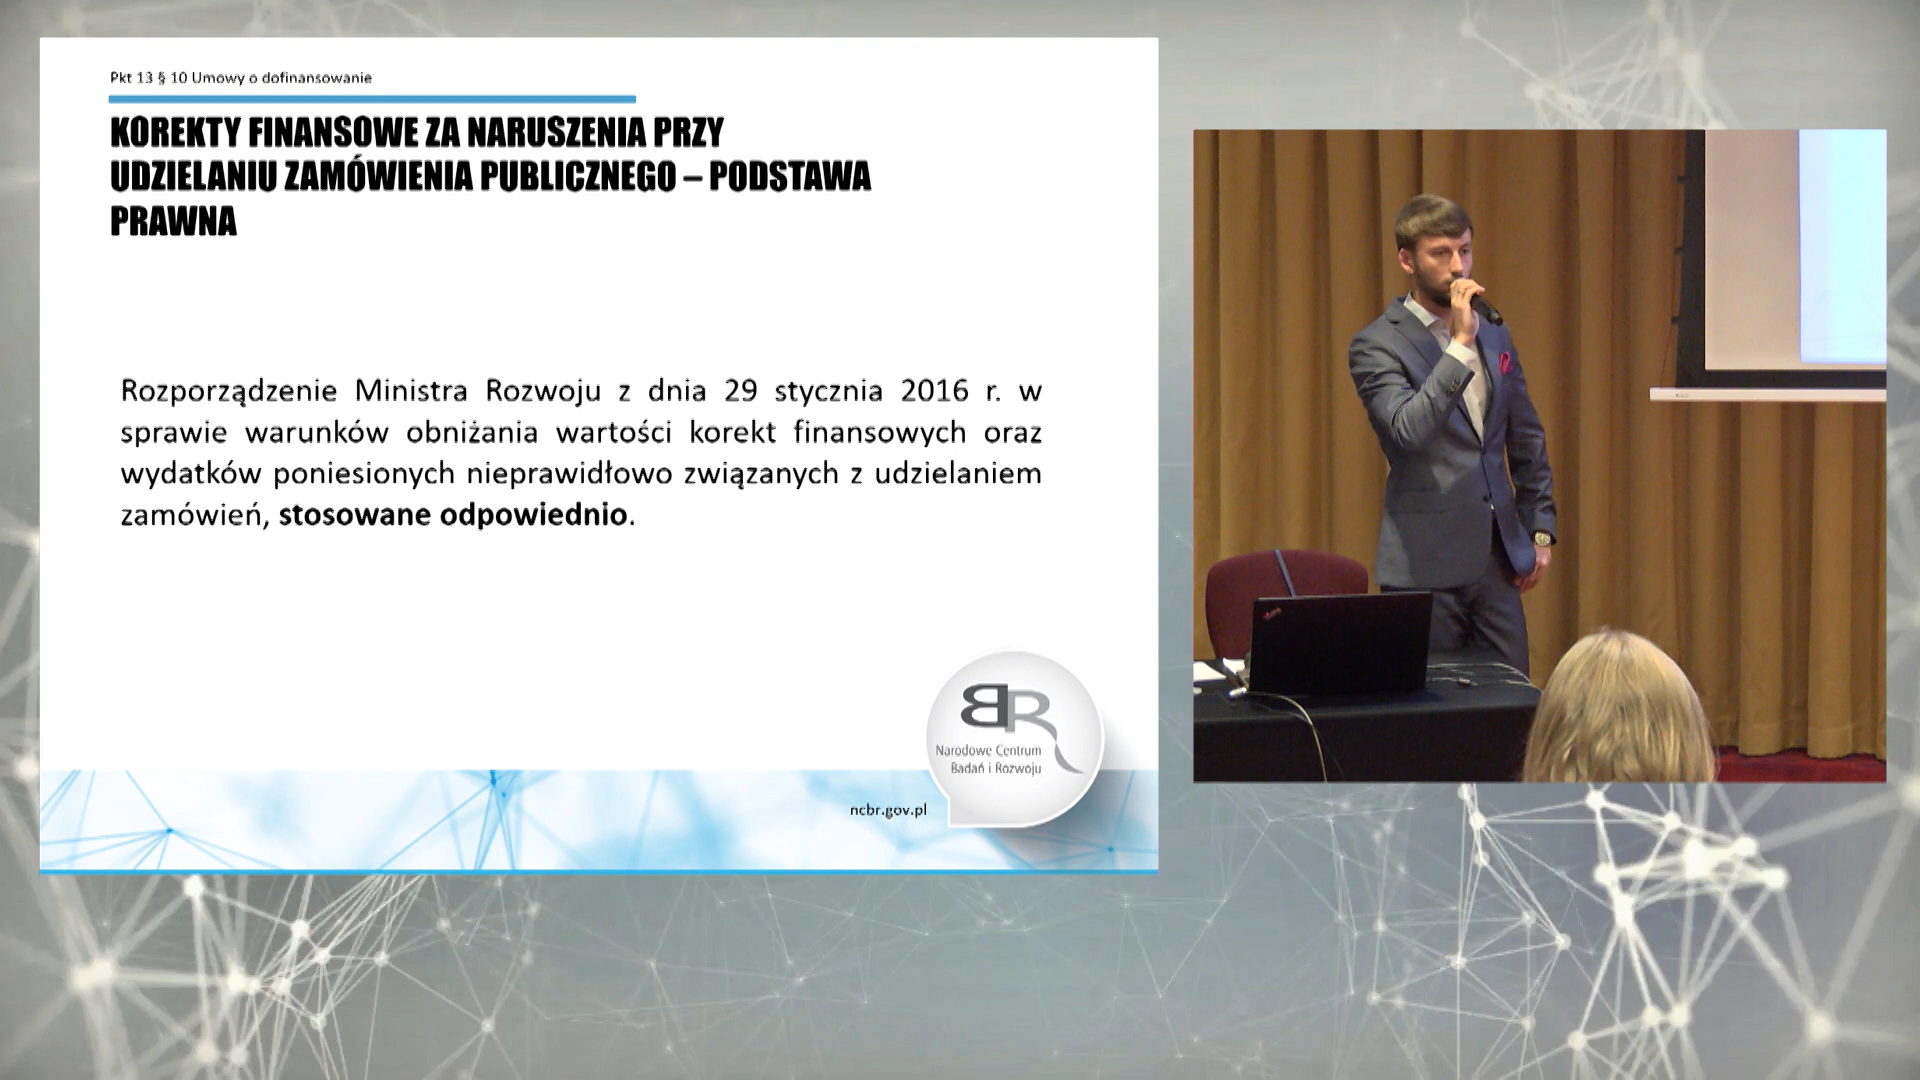 Pkt 13 § 10 Umowy o dofinansowanie
KOREKTY FINANSOWE ZA NARUSZENIA PRZY
UDZIELANIU ZAMÓWIENIA PUBLICZNEGO – PODSTAWA
PRAWNA
Rozporządzenie Ministra Rozwoju z dnia 29 stycznia 2016 r. w
sprawie warunków obniżania wartości korekt finansowych oraz
wydatków poniesionych nieprawidłowo związanych z udzielaniem
zamówień, stosowane odpowiednio.
BR
Narodowe Centrum
Badań i Rozwoju
ncbr.gov.pl